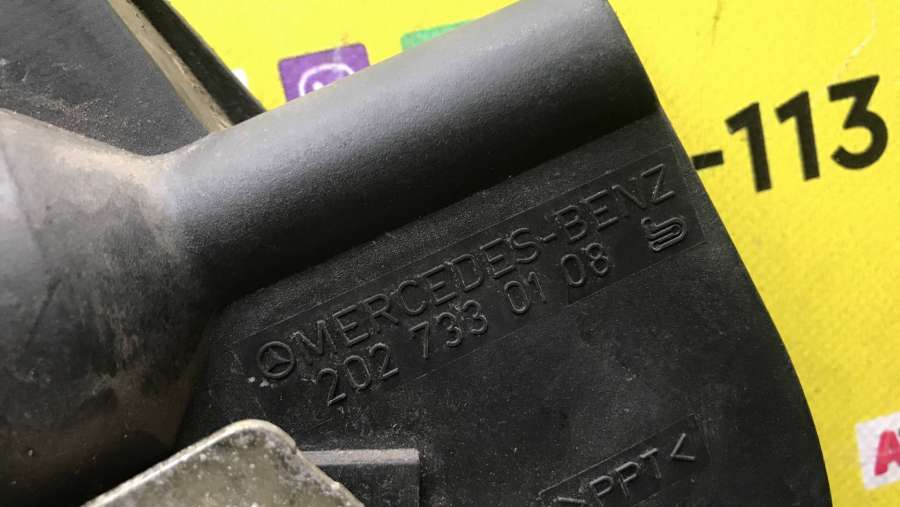 -113
MERCEDES-BENZ
202 733 01 08
>PPT<
A